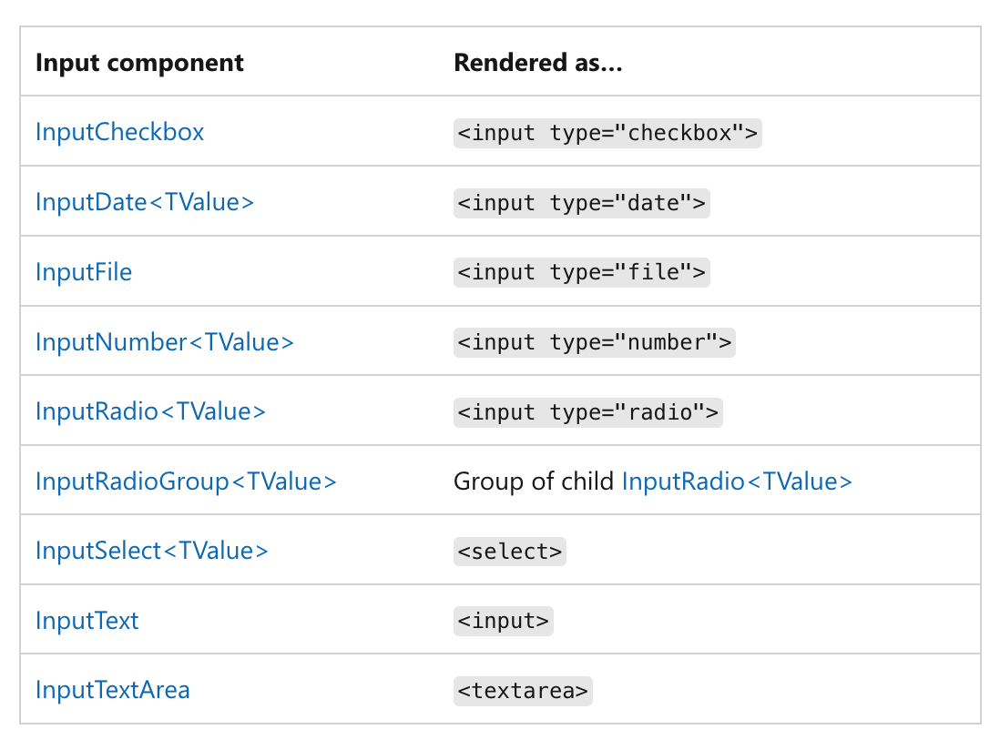 Input component Rendered as…
InputCheckbox <input type="checkbox">
InputDate<TValue> <input type="date">
InputFile <input type="file">
InputNumber<TValue> <input type="number">
InputRadio<TValue> <input type="radio">
InputRadioGroup<TValue> Group of child InputRadio<TValue>
InputSelect<TValue> <select>
InputText <input>
InputTextArea <textarea>